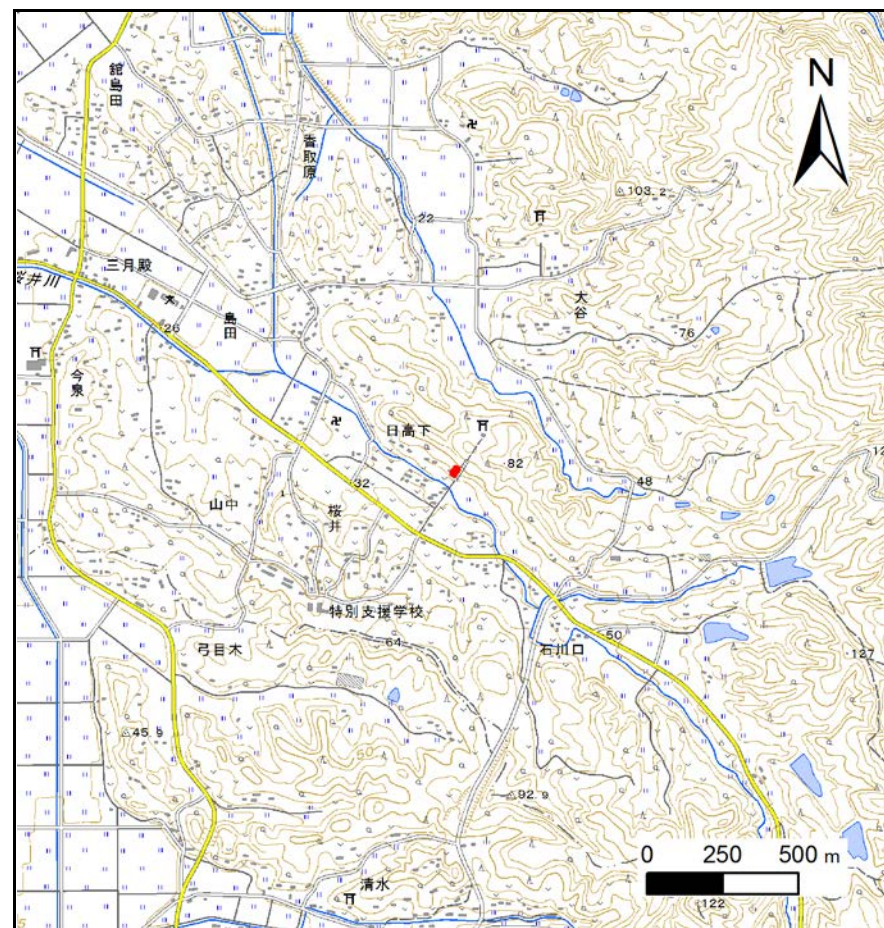 舘島田
香取原
N
103.2
22
三月殿
桜井川
島田
26
大谷
76
今泉
日高下
82
48
山中
32
桜井
特別支援学校
64
弓目木
石川口
50
127
45.9
50
92.9
0 250 500 m
清水
122